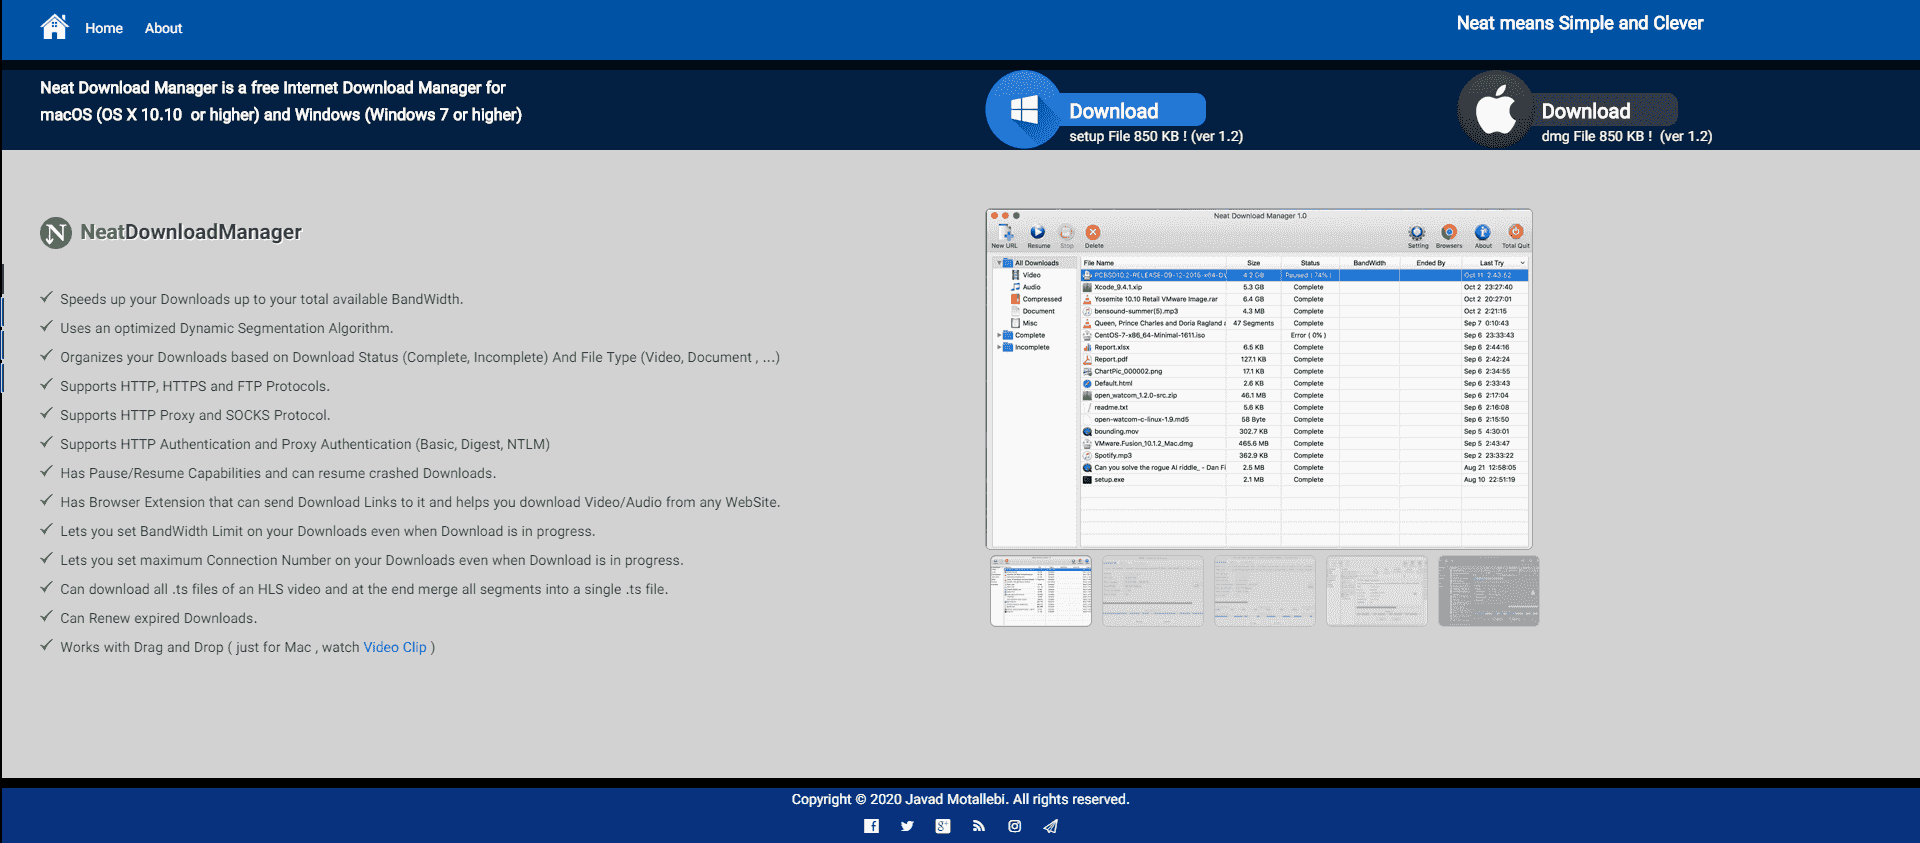 Home
About
Neat means Simple and Clever
Neat Download Manager is a free Internet Download Manager for
macOS (OS X 10.10 or higher) and Windows (Windows 7 or higher)
Download
setup File 850 KB ! (ver 1.2)
Download
dmg File 850 KB ! (ver 1.2)
NeatDownloadManager
Speeds up your Downloads up to your total available BandWidth.
Uses an optimized Dynamic Segmentation Algorithm.
Organizes your Downloads based on Download Status (Complete, Incomplete) And File Type (Video, Document , ...)
Supports HTTP, HTTPS and FTP Protocols.
Supports HTTP Proxy and SOCKS Protocol.
Supports HTTP Authentication and Proxy Authentication (Basic, Digest, NTLM)
Has Pause/Resume Capabilities and can resume crashed Downloads.
Has Browser Extension that can send Download Links to it and helps you download Video/Audio from any WebSite.
Lets you set BandWidth Limit on your Downloads even when Download is in progress.
Lets you set maximum Connection Number on your Downloads even when Download is in progress.
Can download all .ts files of an HLS video and at the end merge all segments into a single .ts file.
Can Renew expired Downloads.
Works with Drag and Drop ( just for Mac , watch Video Clip )
Neat Download Manager 1.0
New URL Resume Stop Delete Setting Browsers About Total Quit
All Downloads
Video
Audio
Compressed
Document
Misc
Complete
Incomplete
File Name Size Status BandWidth Ended By Last Try
4.2 GB Paused ( 74% ) Oct 11 2:43:52
Xcode_9.4.1.xip 5.3 GB Complete Oct 2 23:27:40
Yosemite 10.10 Retail VMware Image.rar 6.4 GB Complete Oct 2 20:27:01
bensound-summer(5).mp3 4.3 MB Complete Oct 2 2:21:15
Queen, Prince Charles and Doria Ragland a 47 Segments Complete Sep 7 0:10:43
CentOS-7-x86_64-Minimal-1611.iso Error ( 0% ) Sep 6 23:33:43
Report.xlsx 6.5 KB Complete Sep 6 2:44:16
Report.pdf 127.1 KB Complete Sep 6 2:42:24
ChartPic_000002.png 17.1 KB Complete Sep 6 2:34:55
Default.html 2.6 KB Complete Sep 6 2:33:43
open_watcom_1.2.0-src.zip 46.1 MB Complete Sep 6 2:17:04
readme.txt 5.6 KB Complete Sep 6 2:16:08
open-watcom-c-linux-1.9.md5 58 Byte Complete Sep 6 2:15:50
bounding.mov 302.7 KB Complete Sep 5 4:30:01
VMware.Fusion_10.1.2_Mac.dmg 465.6 MB Complete Sep 5 2:43:47
Spotify.mp3 362.9 KB Complete Sep 2 23:33:22
Can you solve the rogue AI riddle_ - Dan Fi 2.5 MB Complete Aug 21 12:58:05
setup.exe 2.1 MB Complete Aug 10 22:51:19
Copyright © 2020 Javad Motallebi. All rights reserved.